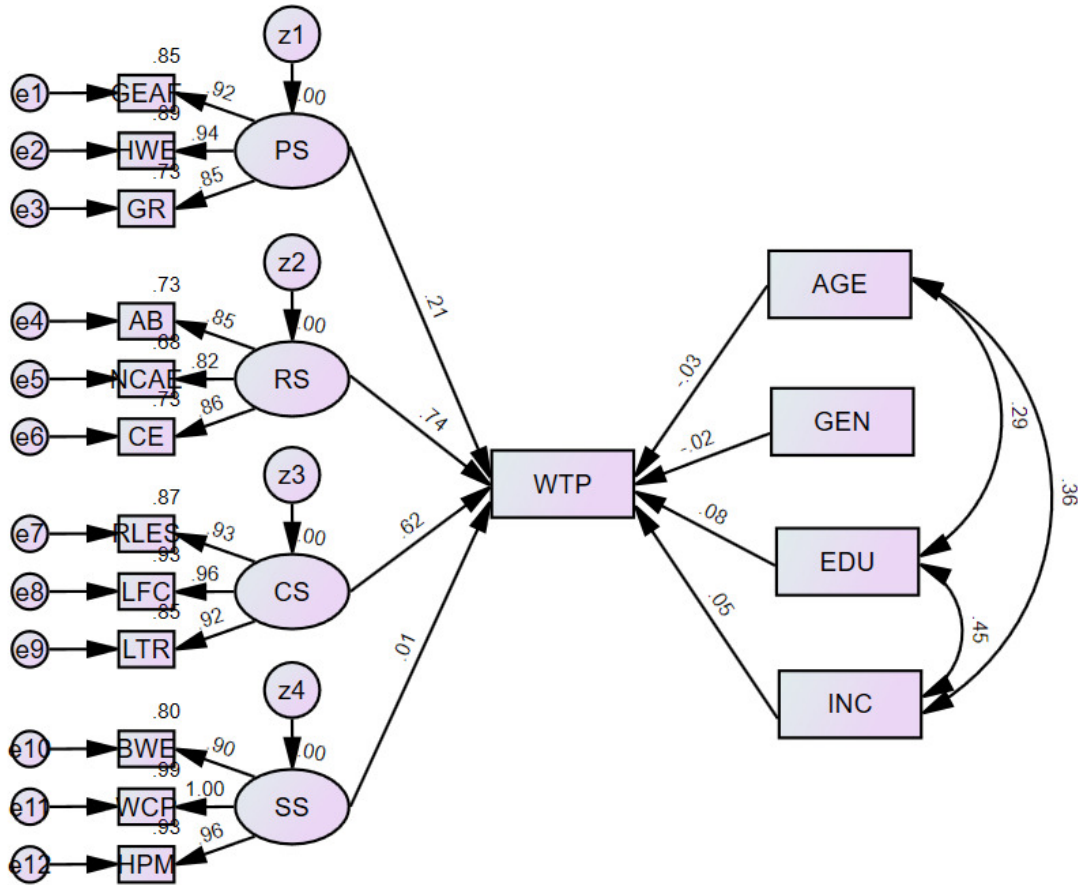 z1
.85
e1
GEAF
.92
.00
.89
e2
HWE
.94
PS
.73
e3
GR
.85
z2
.73
e4
AB
.85
.00
.68
e5
NCAE
.82
RS
.73
e6
CE
.86
z3
.87
e7
RLES
.93
.00
.93
e8
LFC
.96
CS
.85
e9
LTR
.92
z4
.80
e10
BWE
.90
.00
.99
e11
WCP
1.00
SS
.93
e12
HPM
.96
.21
.74
.62
.01
WTP
-.03
-.02
.08
.05
AGE
GEN
EDU
INC
.29
.36
.45